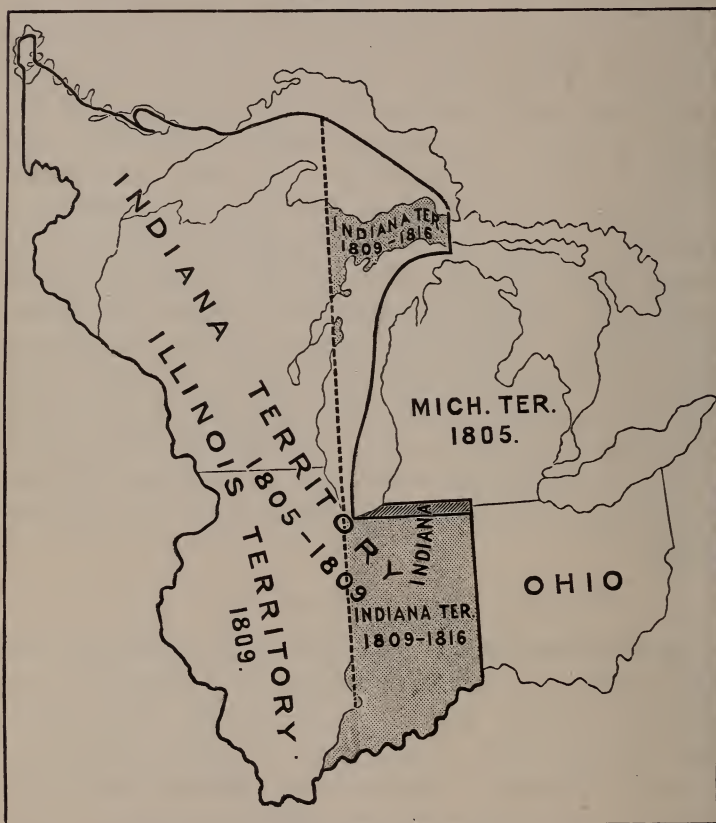 INDIANA TERRITORY
1805-1809
ILLINOIS TERRITORY.
1809.
INDIANA TER.
1809-1816
MICH. TER.
1805.
INDIANA
INDIANA TER.
1809-1816
OHIO